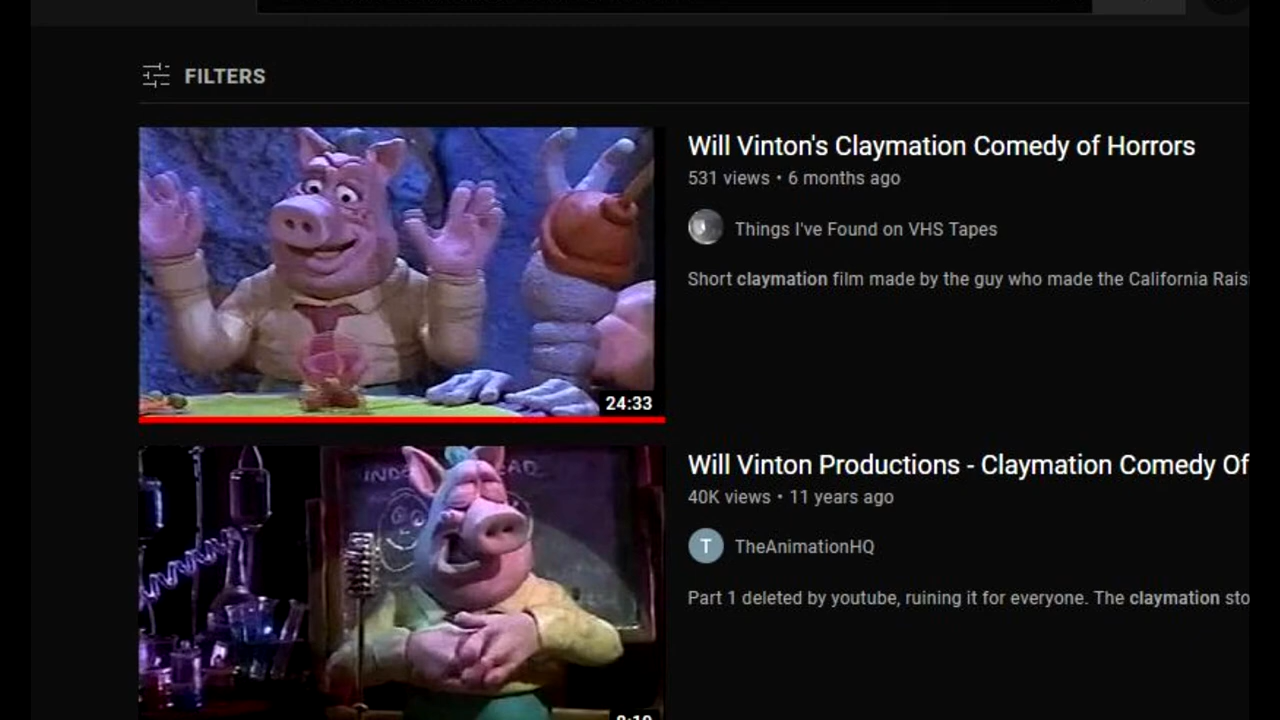 FILTERS
Will Vinton's Claymation Comedy of Horrors
531 views • 6 months ago
Things I've Found on VHS Tapes
Short claymation film made by the guy who made the California Rais
24:33
IND EAD
Will Vinton Productions - Claymation Comedy Of
40K views • 11 years ago
T TheAnimationHQ
Part 1 deleted by youtube, ruining it for everyone. The claymation sto